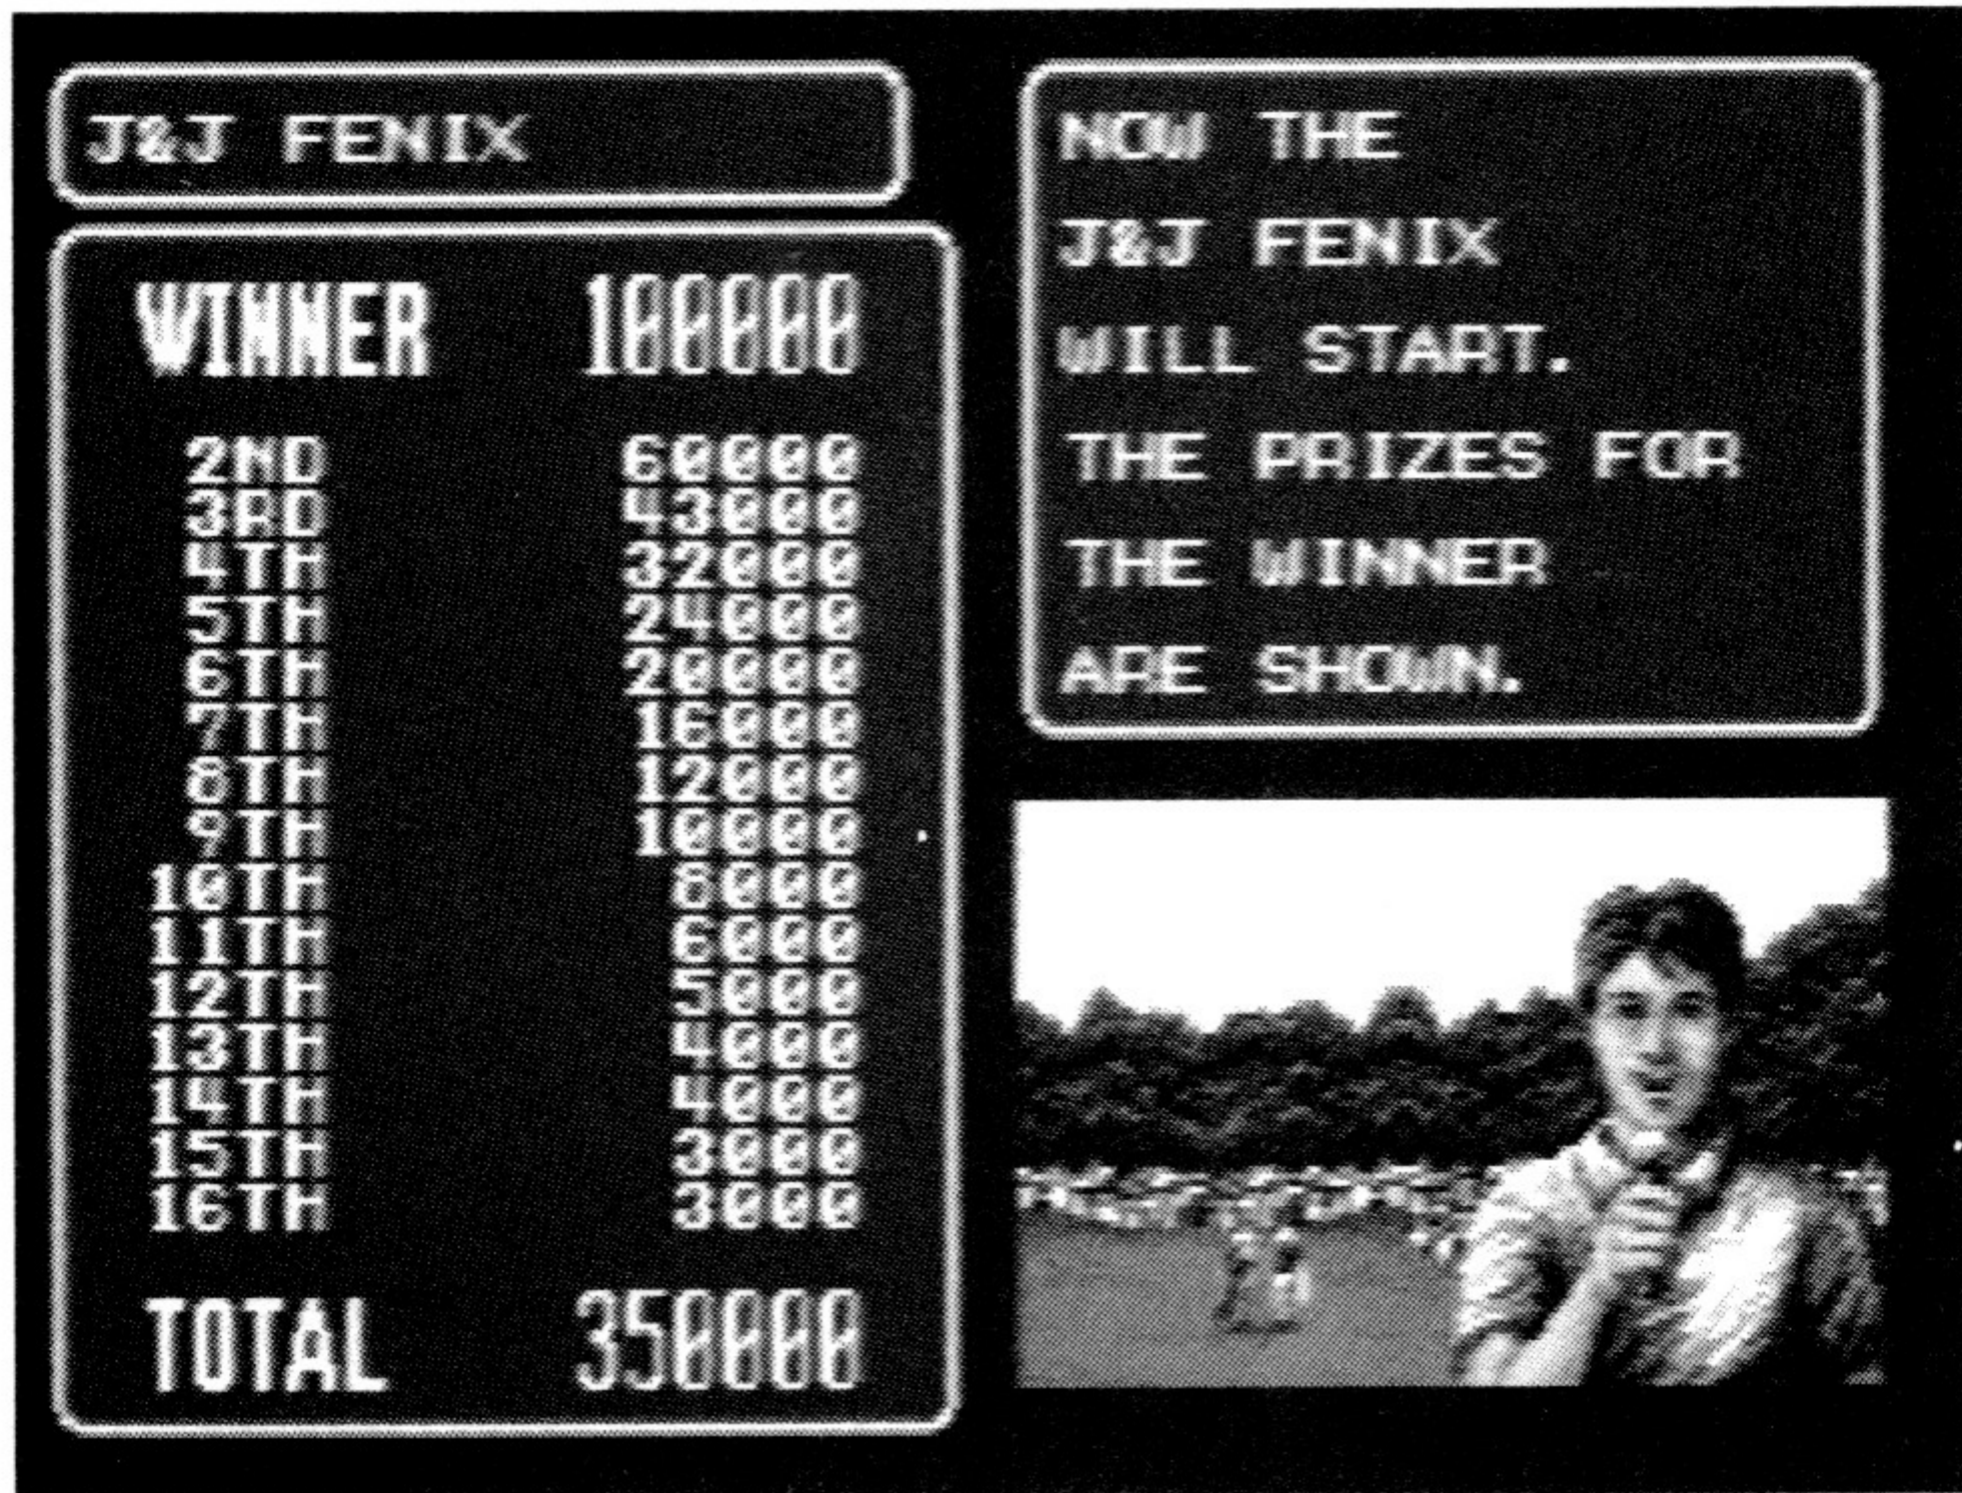 J&J FENIX
WINNER 100000
2ND 60000
3RD 43000
4TH 32000
5TH 24000
6TH 20000
7TH 16000
8TH 12000
9TH 10000
10TH 8000
11TH 6000
12TH 5000
13TH 4000
14TH 4000
15TH 3000
16TH 3000
TOTAL 350000
NOW THE
J&J FENIX
WILL START.
THE PRIZES FOR
THE WINNER
ARE SHOWN.